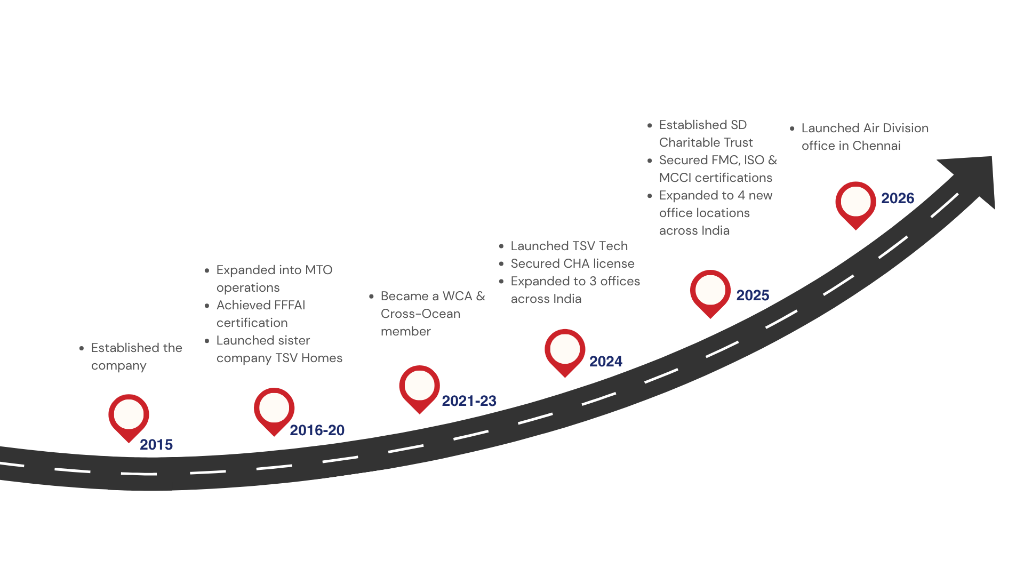 • Established the
company
2015
• Expanded into MTO
operations
• Achieved FFFAI
certification
• Launched sister
company TSV Homes
2016-20
• Became a WCA &
Cross-Ocean
member
2021-23
• Launched TSV Tech
• Secured CHA license
• Expanded to 3 offices
across India
2024
• Established SD
Charitable Trust
• Secured FMC, ISO &
MCCI certifications
• Expanded to 4 new
office locations
across India
2025
• Launched Air Division
office in Chennai
2026